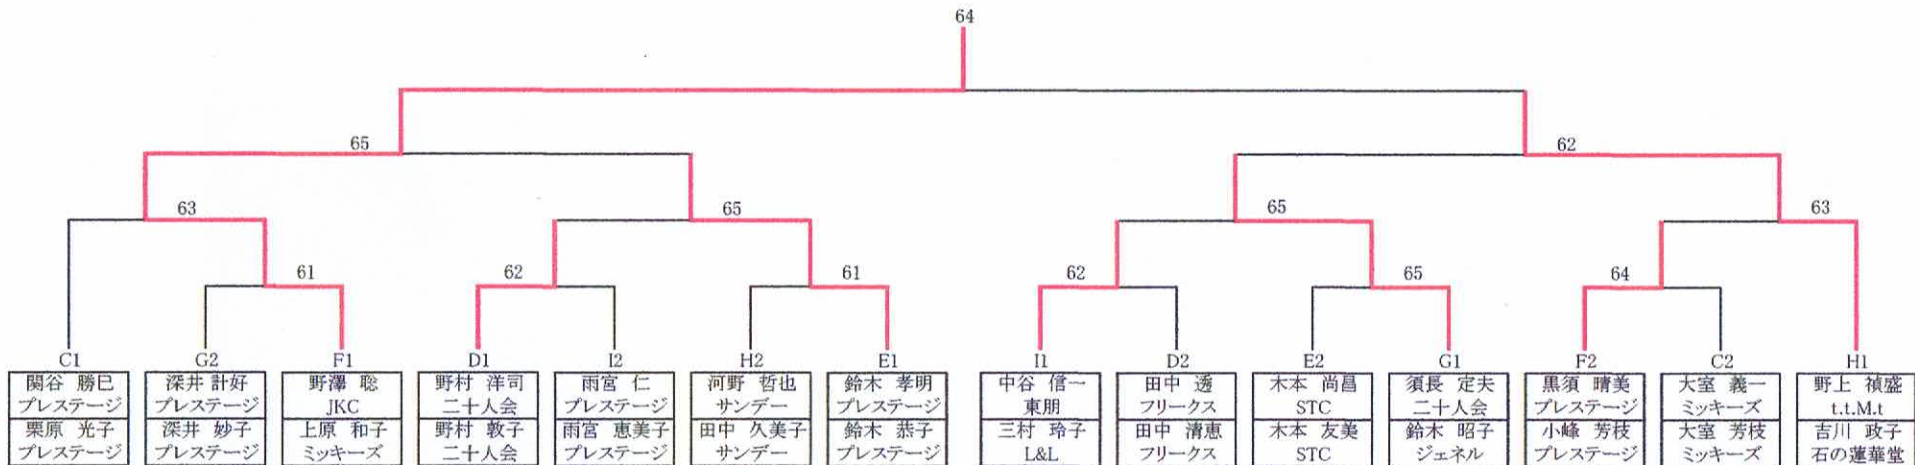 64
65 62
63 65 65 63
61 62 61 62 65 64
C1 G2 F1 D1 I2 H2 E1 I1 D2 E2 G1 F2 C2 H1
関谷 勝巳 深井 計好 野澤 聡 野村 洋司 雨宮 仁 河野 哲也 鈴木 孝明 中谷 信一 田中 透 木本 尚昌 須長 定夫 黒須 晴美 大室 義一 野上 禎盛
プレステージ プレステージ JKC 二十人会 プレステージ サンデー プレステージ 東朋 フリークス STC 二十人会 プレステージ ミッキーズ t.t.M.t
栗原 光子 深井 妙子 上原 和子 野村 敦子 雨宮 恵美子 田中 久美子 鈴木 恭子 三村 玲子 田中 清恵 木本 友美 鈴木 昭子 小峰 芳枝 大室 芳枝 吉川 政子
プレステージ プレステージ ミッキーズ 二十人会 プレステージ サンデー プレステージ L&L フリークス STC ジェネル プレステージ ミッキーズ 石の蓮華堂